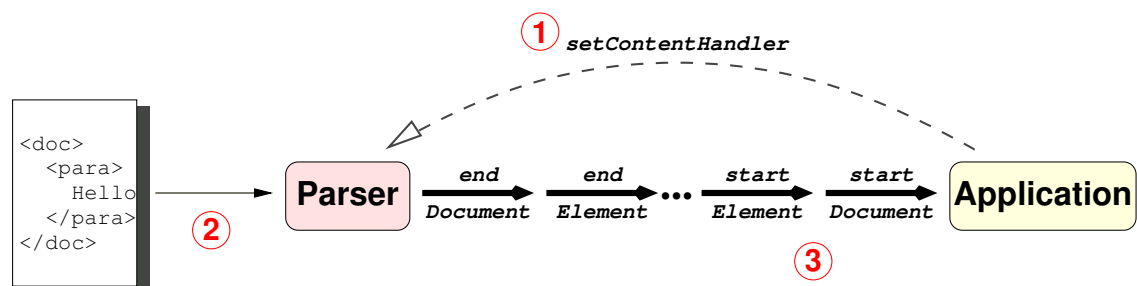 1 setContentHandler
<doc>
<para>
Hello
</para>
</doc>
2
Parser
end
Document
end
Element
...
start
Element
start
Document
3
Application